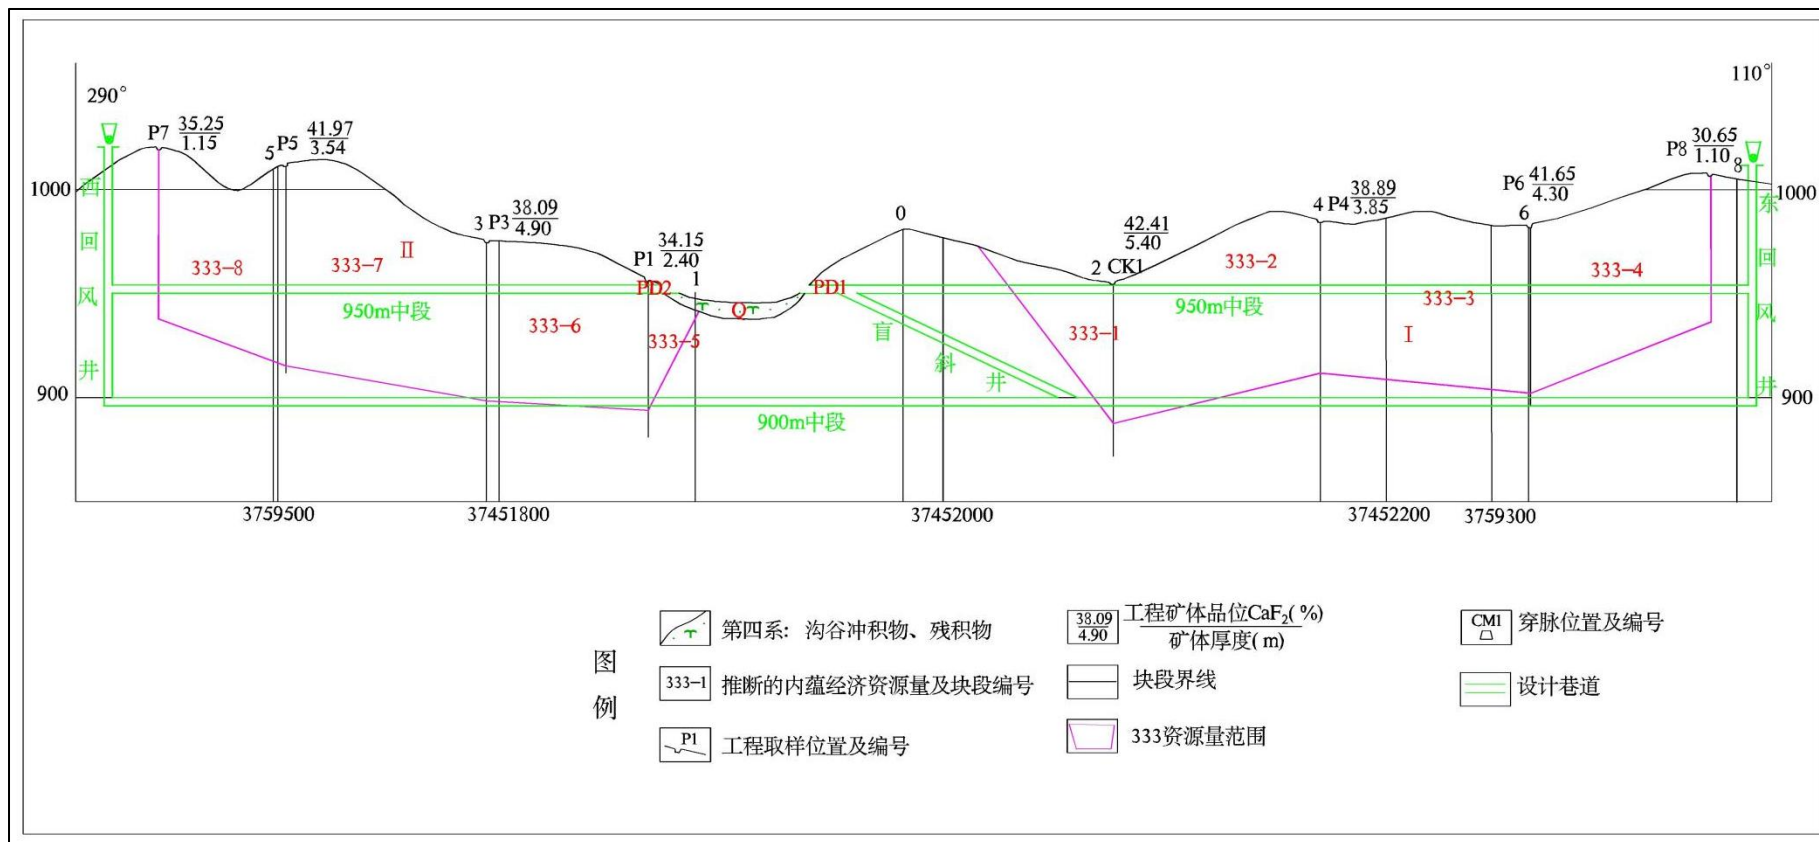 290°
110°
P7 35.25
1.15
5 P5 41.97
3.54
3 P3 38.09
4.90
P1 34.15
2.40
1
0
2 CK1 42.41
5.40
4 P4 38.89
3.85
P6 41.65
4.30
6
P8 30.65
1.10
8
1000
1000
900
900
西回风井
东回风井
333-8
333-7
Ⅱ
333-6
333-5
PD2
Q
PD1
333-1
333-2
333-3
Ⅰ
333-4
950m中段
950m中段
盲斜井
900m中段
3759500
37451800
37452000
37452200
3759300
图例
第四系：沟谷冲积物、残积物
333-1
推断的内蕴经济资源量及块段编号
P1
工程取样位置及编号
38.09
4.90
工程矿体品位CaF₂(%)
矿体厚度(m)
块段界线
333资源量范围
CM1
穿脉位置及编号
设计巷道